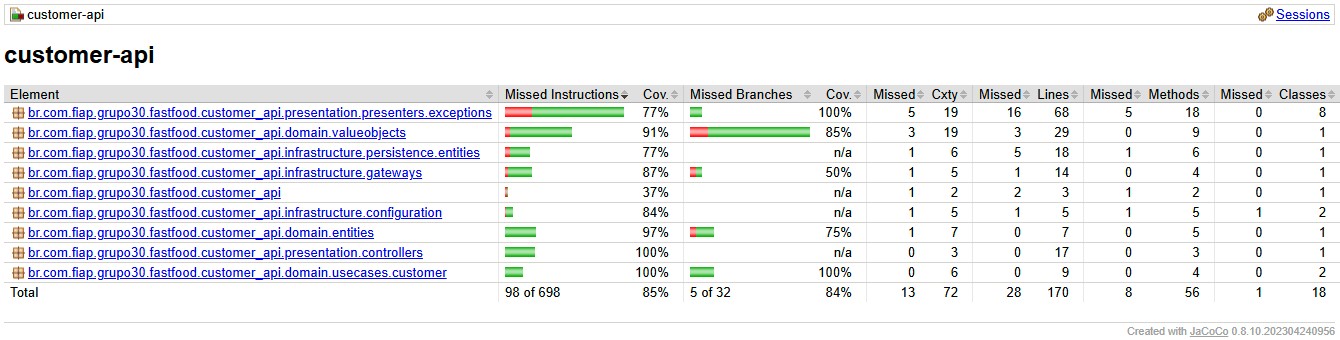 customer-api Sessions
customer-api
Element Missed Instructions Cov. Missed Branches Cov. Missed Cxty Missed Lines Missed Methods Missed Classes
br.com.fiap.grupo30.fastfood.customer_api.presentation.presenters.exceptions 77% 100% 5 19 16 68 5 18 0 8
br.com.fiap.grupo30.fastfood.customer_api.domain.valueobjects 91% 85% 3 19 3 29 0 9 0 1
br.com.fiap.grupo30.fastfood.customer_api.infrastructure.persistence.entities 77% n/a 1 6 5 18 1 6 0 1
br.com.fiap.grupo30.fastfood.customer_api.infrastructure.gateways 87% 50% 1 5 1 14 0 4 0 1
br.com.fiap.grupo30.fastfood.customer_api 37% n/a 1 2 2 3 1 2 0 1
br.com.fiap.grupo30.fastfood.customer_api.infrastructure.configuration 84% n/a 1 5 1 5 1 5 1 2
br.com.fiap.grupo30.fastfood.customer_api.domain.entities 97% 75% 1 7 0 7 0 5 0 1
br.com.fiap.grupo30.fastfood.customer_api.presentation.controllers 100% n/a 0 3 0 17 0 3 0 1
br.com.fiap.grupo30.fastfood.customer_api.domain.usecases.customer 100% 100% 0 6 0 9 0 4 0 2
Total 98 of 698 85% 5 of 32 84% 13 72 28 170 8 56 1 18
Created with JaCoCo 0.8.10.202304240956